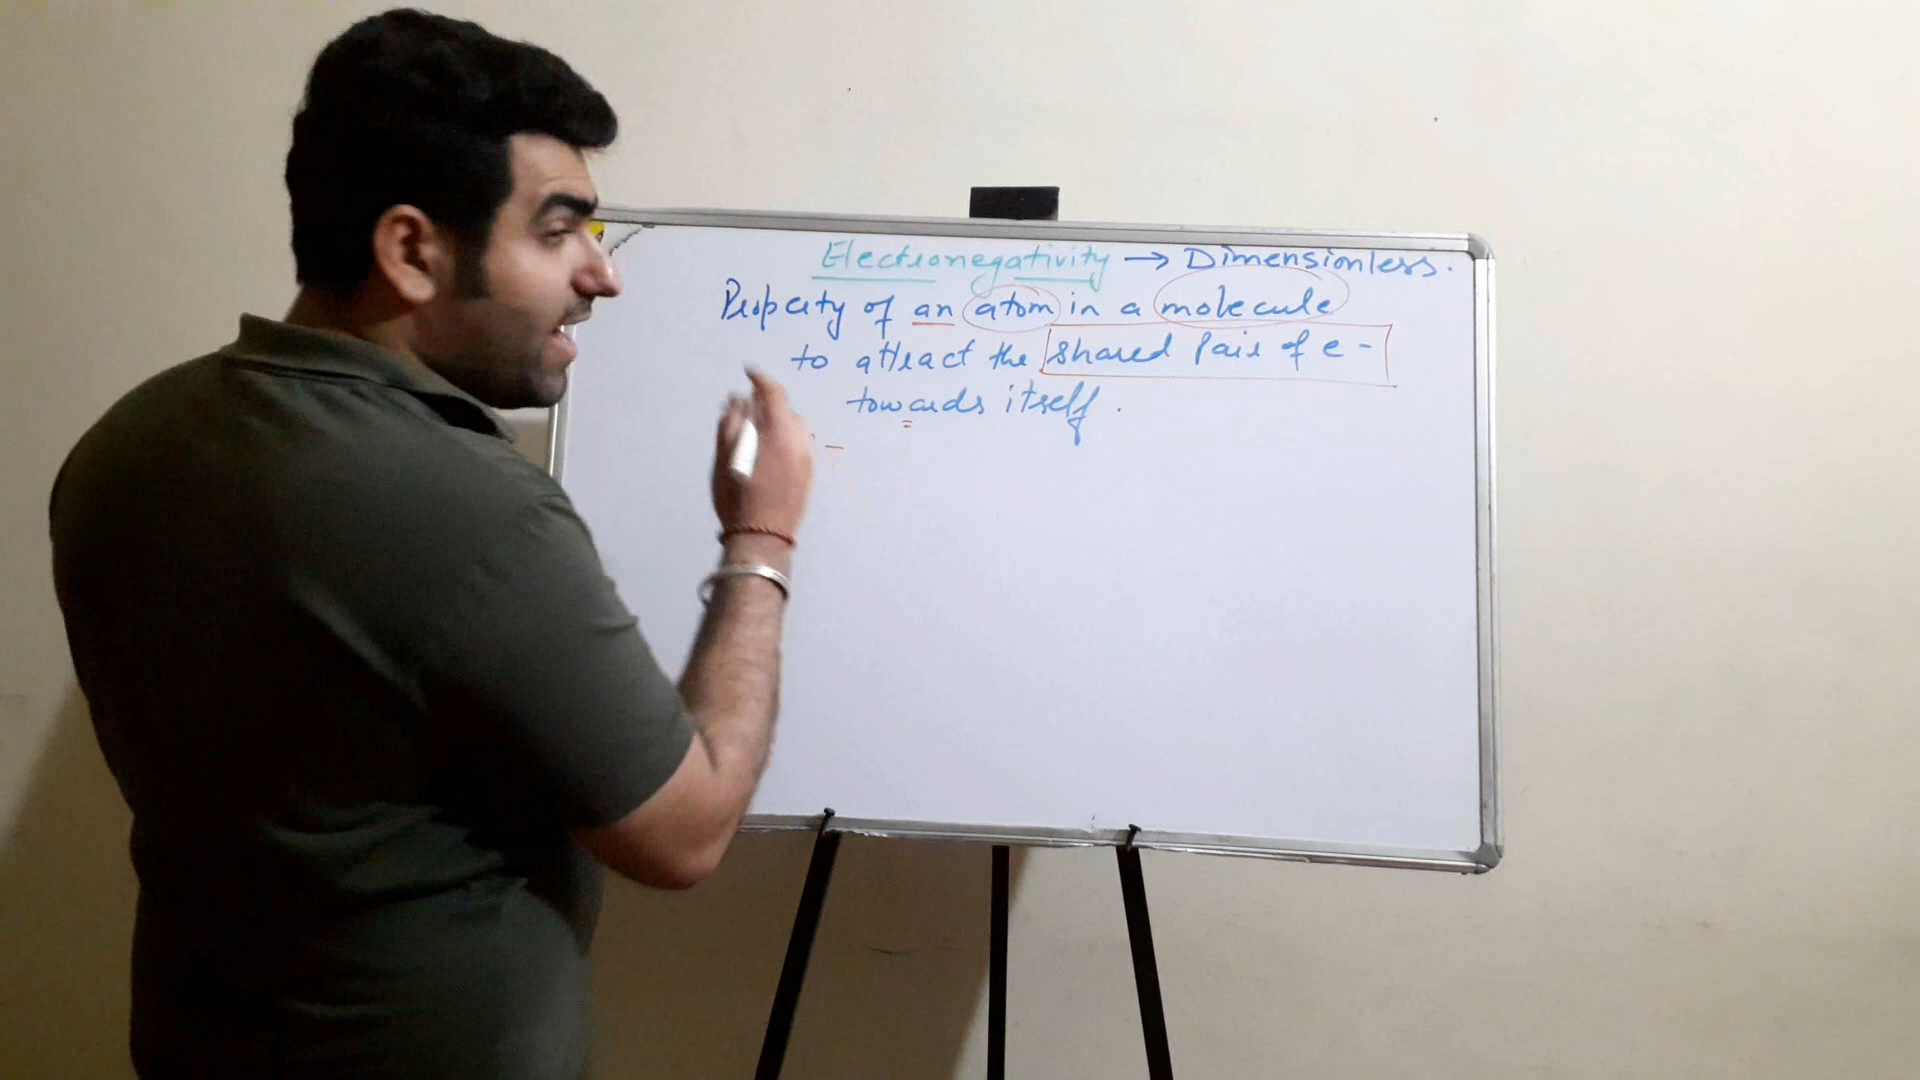 Electronegativity → Dimensionless.
Property of an atom in a molecule
to attract the shared pair of e-
towards itself.